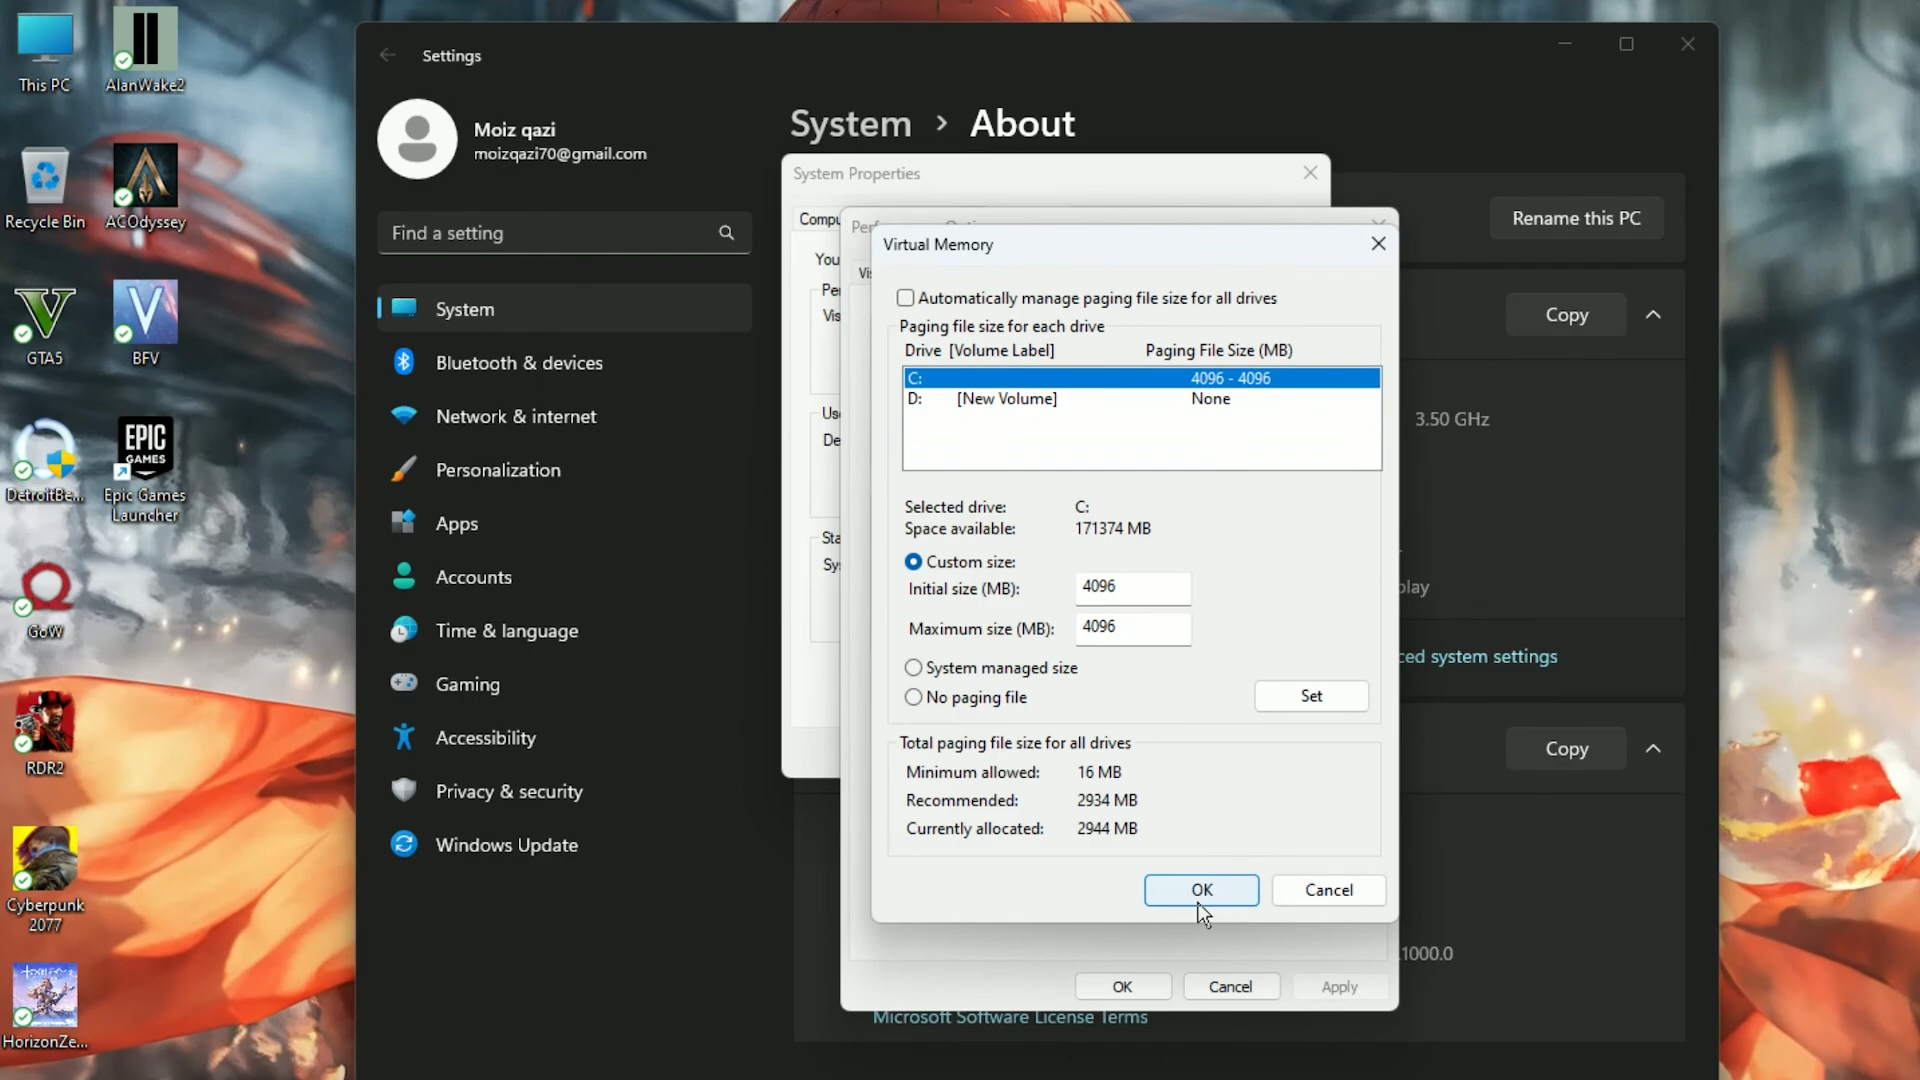 This PC
AlanWake2
Recycle Bin
ACOdyssey
GTA5
BFV
DetroitBe...
EPIC
GAMES
Epic Games
Launcher
GoW
RDR2
Cyberpunk
2077
HorizonZe...
Settings
Moiz qazi
moizqazi70@gmail.com
Find a setting
System
Bluetooth & devices
Network & internet
Personalization
Apps
Accounts
Time & language
Gaming
Accessibility
Privacy & security
Windows Update
System > About
Rename this PC
Copy
3.50 GHz
play
ced system settings
Copy
.1000.0
Microsoft Software License Terms
System Properties
Compu
You
Per
Vis
Us
De
Sta
Sy
Per
Vi
Virtual Memory
Automatically manage paging file size for all drives
Paging file size for each drive
Drive [Volume Label] Paging File Size (MB)
C: 4096 - 4096
D: [New Volume] None
Selected drive: C:
Space available: 171374 MB
Custom size:
Initial size (MB): 4096
Maximum size (MB): 4096
System managed size
No paging file
Set
Total paging file size for all drives
Minimum allowed: 16 MB
Recommended: 2934 MB
Currently allocated: 2944 MB
OK Cancel
OK Cancel Apply